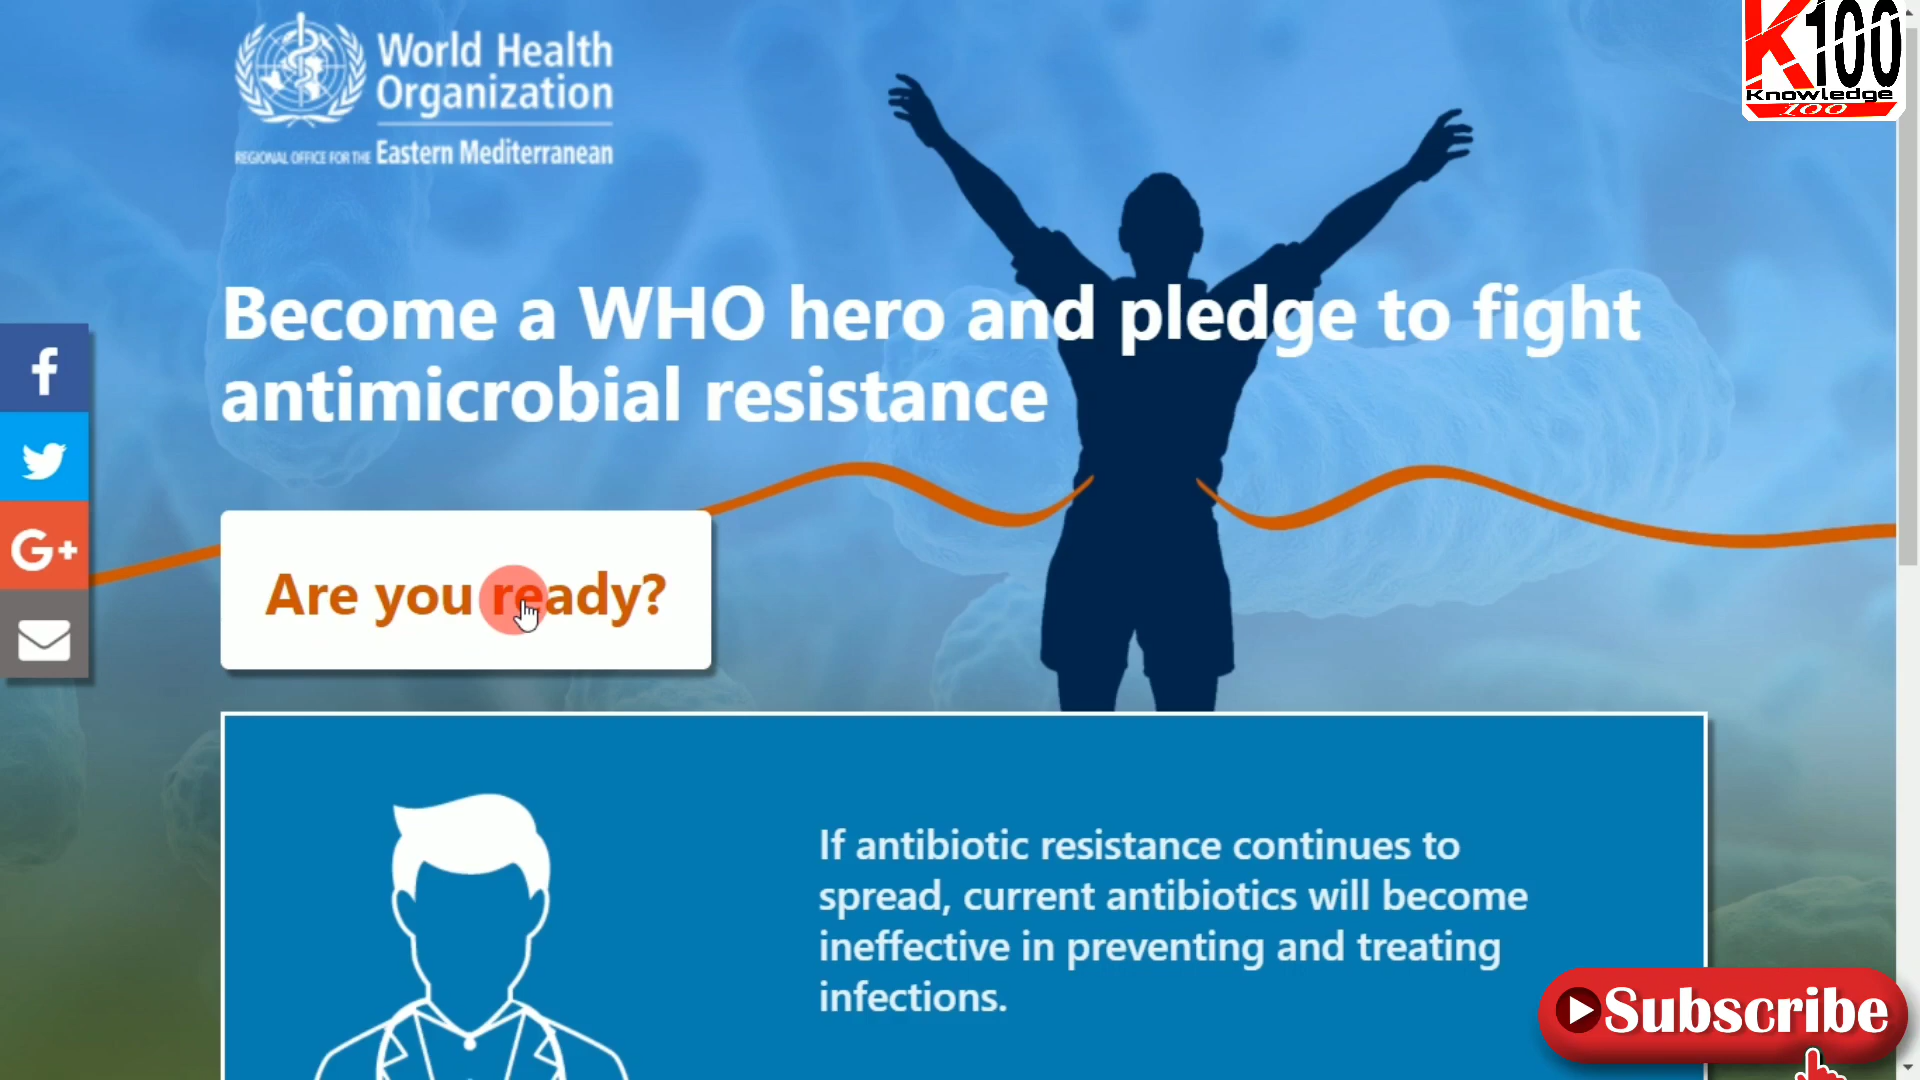 World Health
Organization
REGIONAL OFFICE FOR THE Eastern Mediterranean
K100
Knowledge
100
Become a WHO hero and pledge to fight
antimicrobial resistance
f
G+
Are you ready?
If antibiotic resistance continues to
spread, current antibiotics will become
ineffective in preventing and treating
infections.
Subscribe